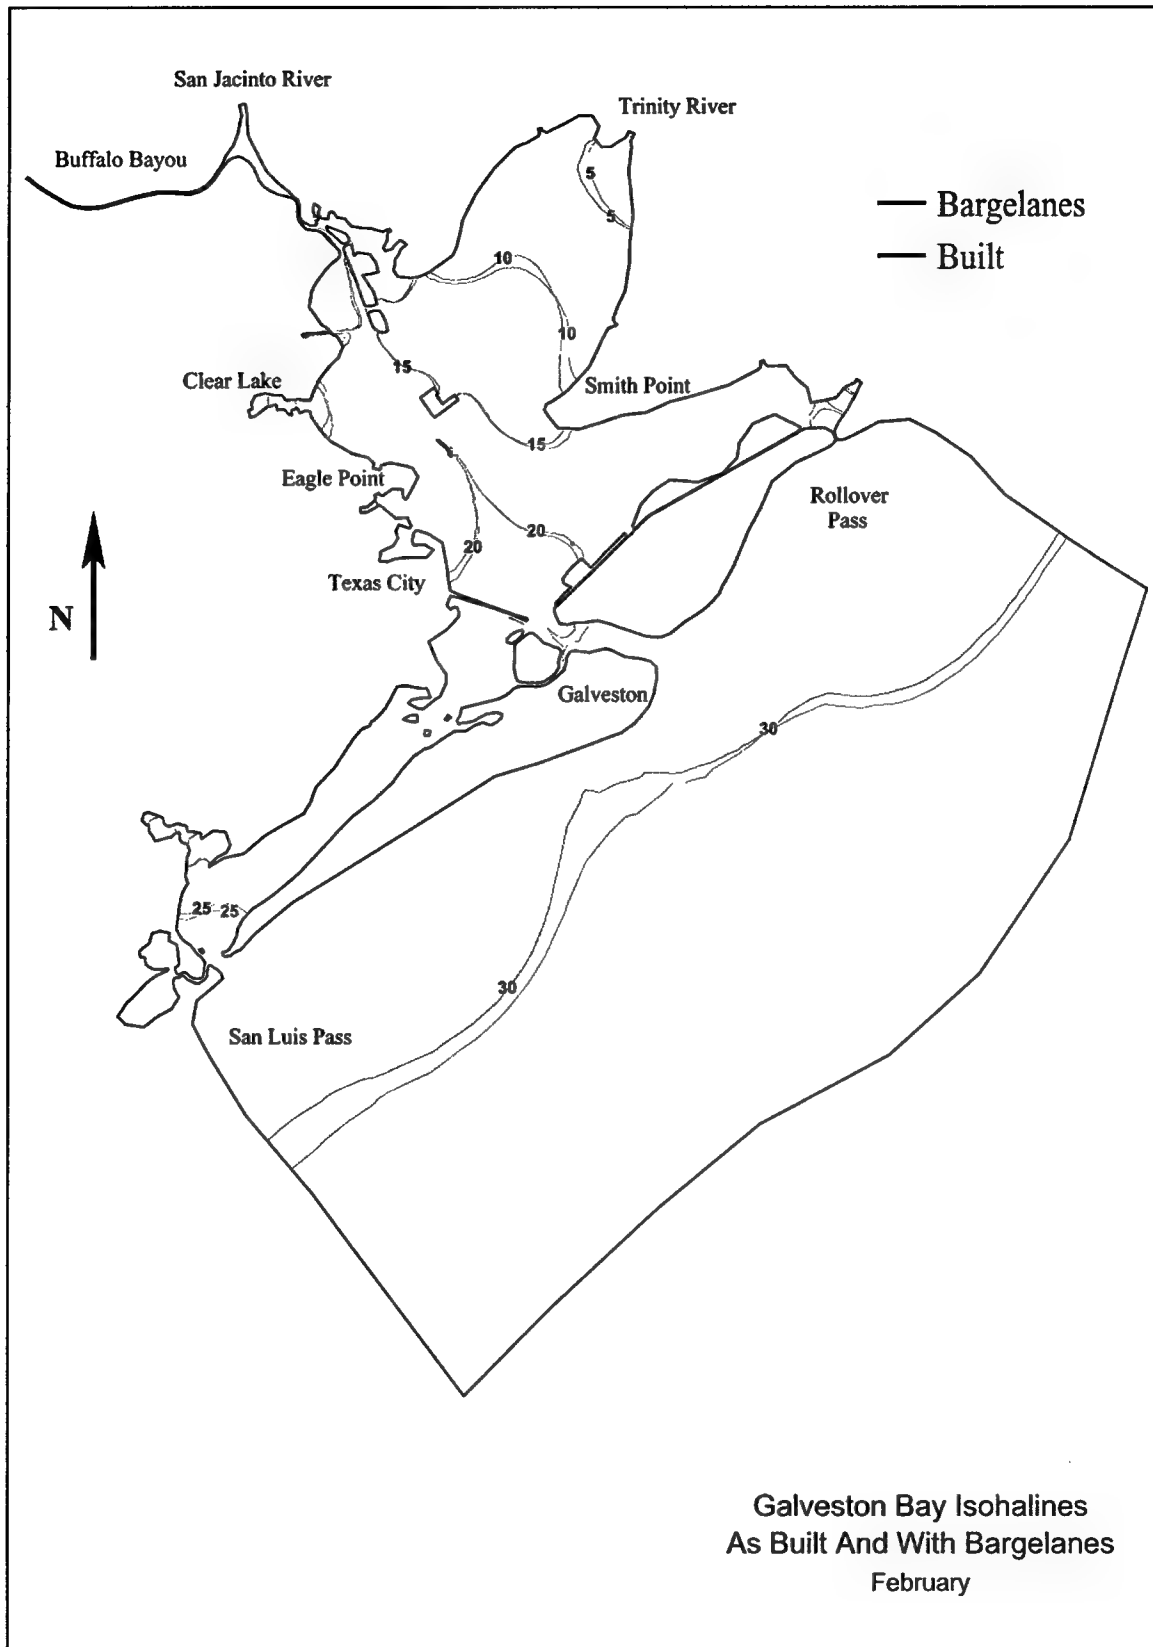 San Jacinto River
Trinity River
Buffalo Bayou
5
5
Bargelanes
Built
10
10
15
Clear Lake
Smith Point
15
Eagle Point
Rollover
Pass
20
20
Texas City
N
Galveston
30
25
25
30
San Luis Pass
Galveston Bay Isohalines
As Built And With Bargelanes
February